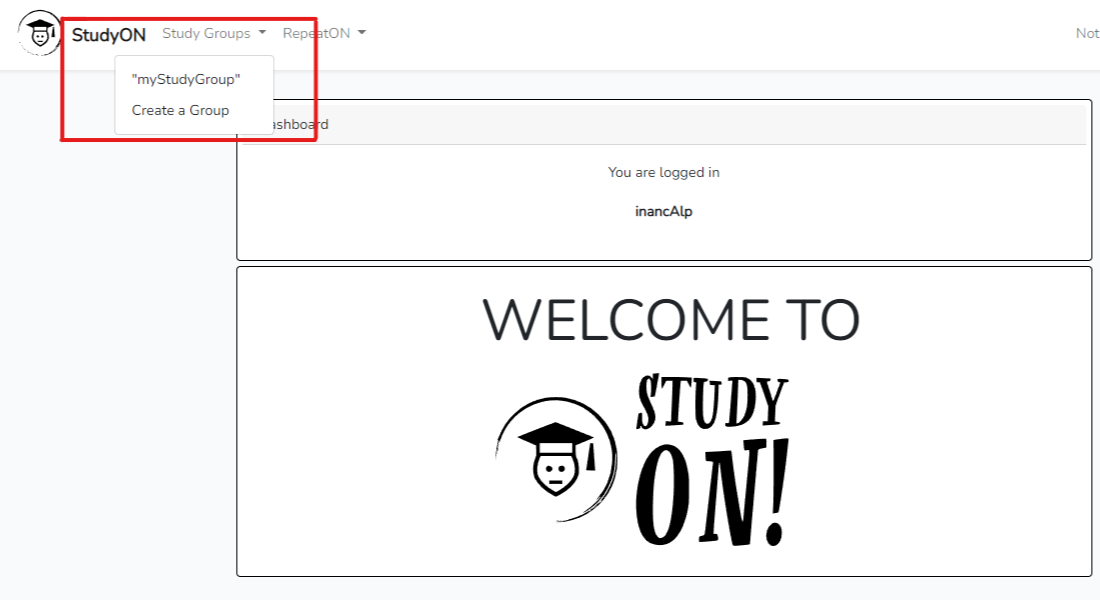 StudyON Study Groups RepeatON Not
"myStudyGroup"
Create a Group
ashboard
You are logged in
inancAlp
WELCOME TO
STUDY
ON!